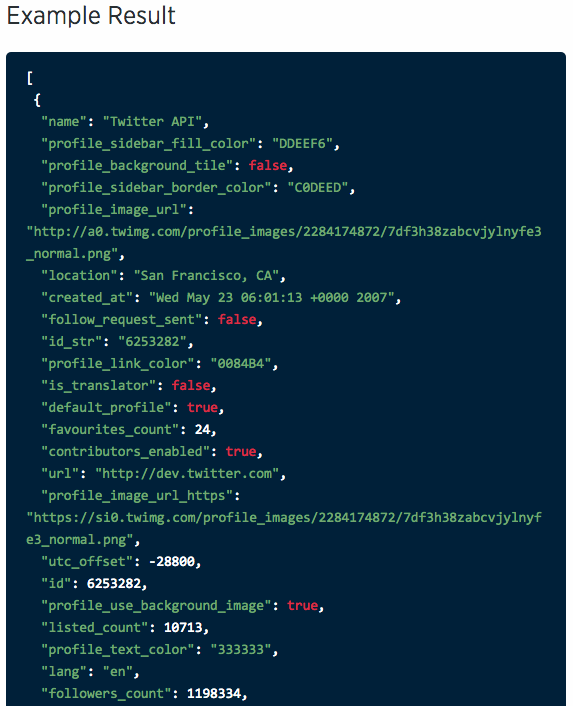 Example Result
[
{
"name": "Twitter API",
"profile_sidebar_fill_color": "DDEEF6",
"profile_background_tile": false,
"profile_sidebar_border_color": "C0DEED",
"profile_image_url":
"http://a0.twimg.com/profile_images/2284174872/7df3h38zabcvjylnyfe3
_normal.png",
"location": "San Francisco, CA",
"created_at": "Wed May 23 06:01:13 +0000 2007",
"follow_request_sent": false,
"id_str": "6253282",
"profile_link_color": "0084B4",
"is_translator": false,
"default_profile": true,
"favourites_count": 24,
"contributors_enabled": true,
"url": "http://dev.twitter.com",
"profile_image_url_https":
"https://si0.twimg.com/profile_images/2284174872/7df3h38zabcvjylnyf
e3_normal.png",
"utc_offset": -28800,
"id": 6253282,
"profile_use_background_image": true,
"listed_count": 10713,
"profile_text_color": "333333",
"lang": "en",
"followers_count": 1198334,